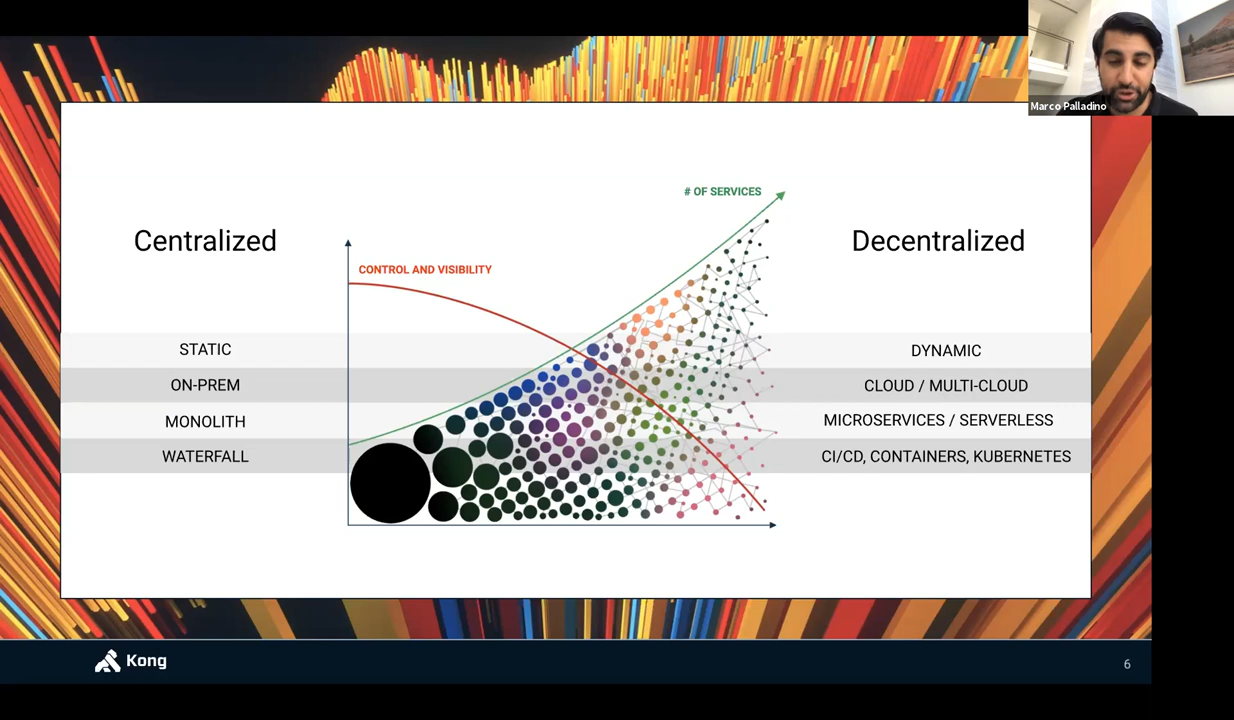 Marco Palladino
# OF SERVICES
Centralized
Decentralized
CONTROL AND VISIBILITY
STATIC
DYNAMIC
ON-PREM
CLOUD / MULTI-CLOUD
MONOLITH
MICROSERVICES / SERVERLESS
WATERFALL
CI/CD, CONTAINERS, KUBERNETES
Kong
6